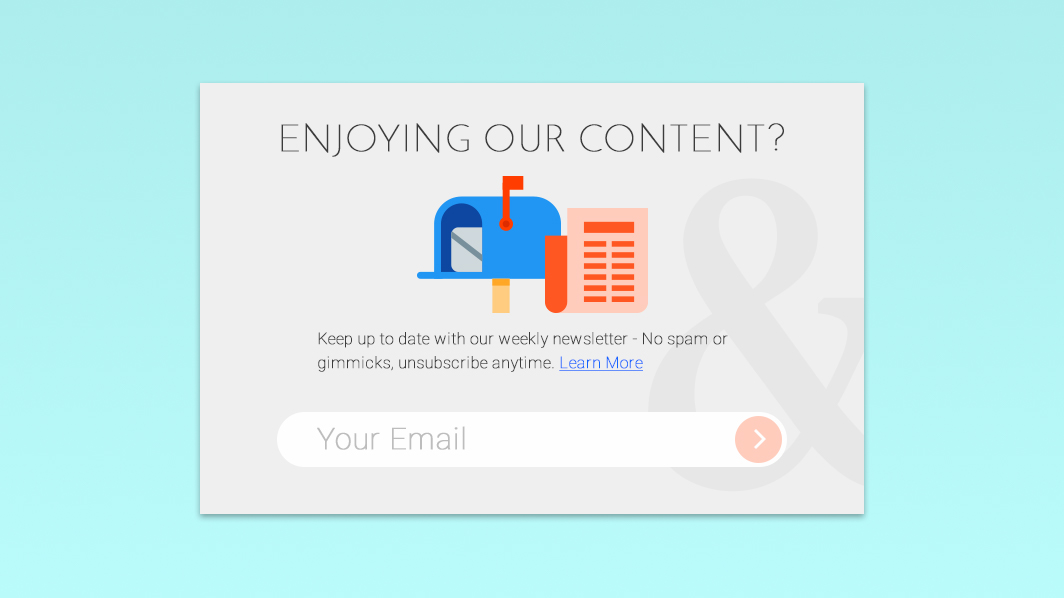 ENJOYING OUR CONTENT?
&
Keep up to date with our weekly newsletter - No spam or
gimmicks, unsubscribe anytime. Learn More
Your Email